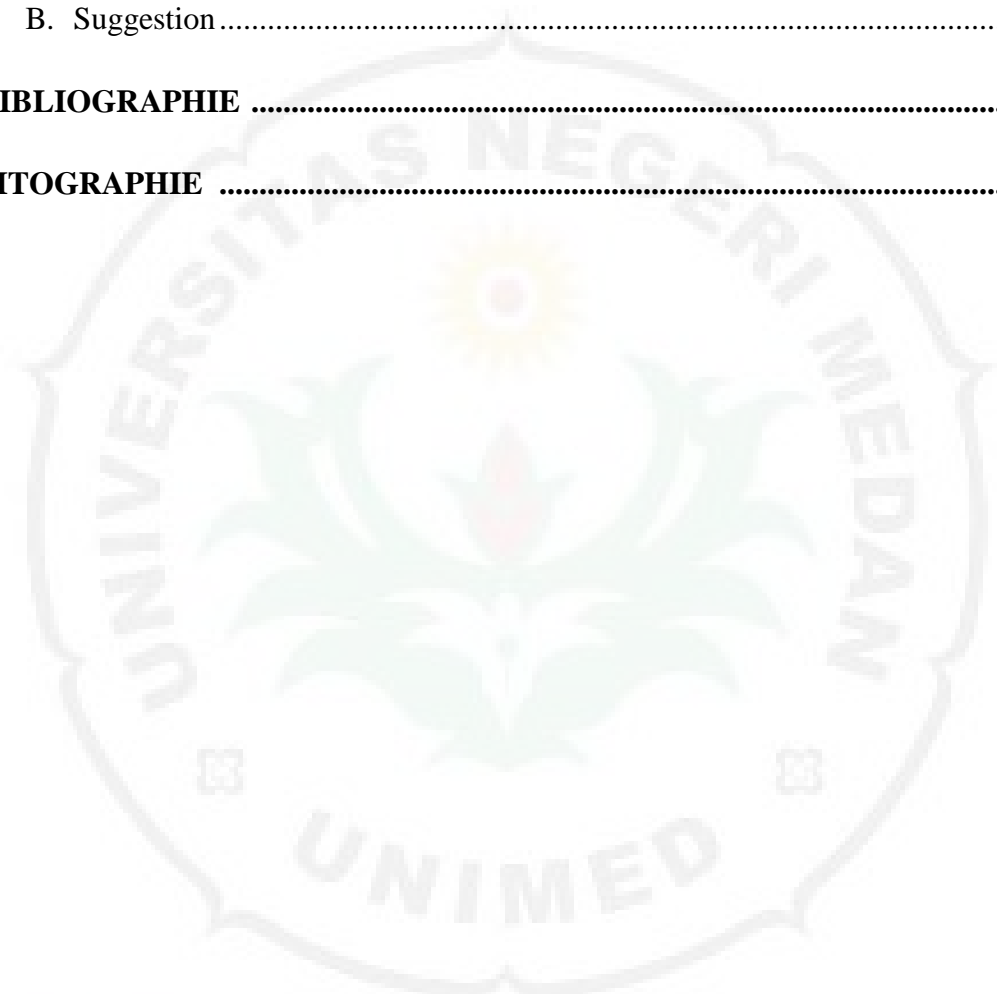 B. Suggestion................................................................................................
IBLIOGRAPHIE ...........................................................................................
ITOGRAPHIE ...............................................................................................
UNIVERSITAS NEGERI MEDAN
UNIMED